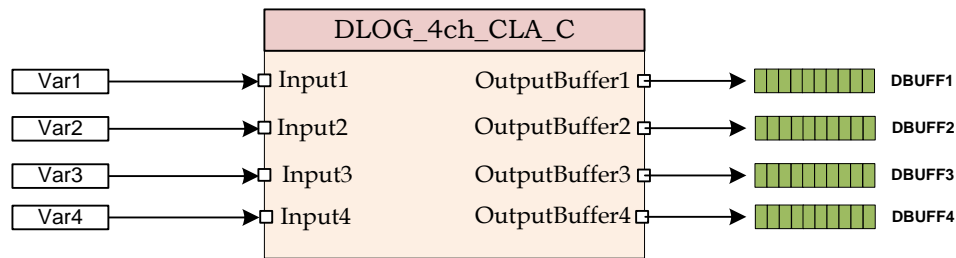 DLOG_4ch_CLA_C
Var1 Input1 OutputBuffer1 DBUFF1
Var2 Input2 OutputBuffer2 DBUFF2
Var3 Input3 OutputBuffer3 DBUFF3
Var4 Input4 OutputBuffer4 DBUFF4